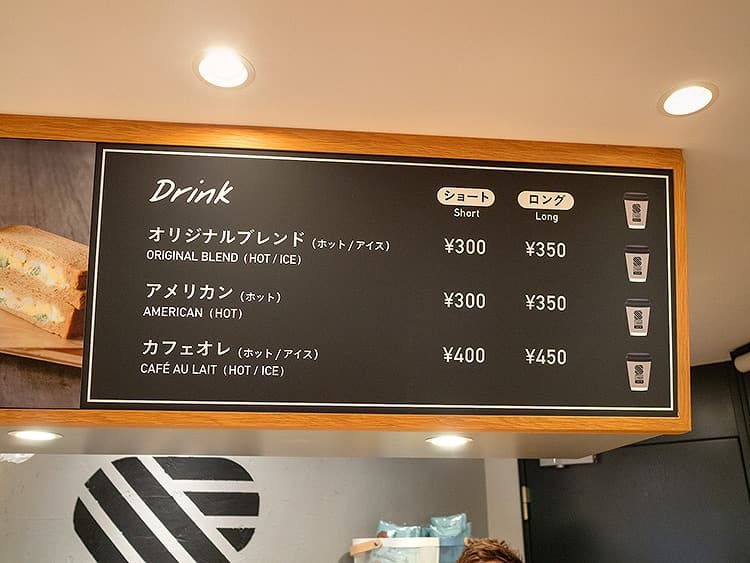 Drink
ショート ロング
Short Long
オリジナルブレンド（ホット/アイス） ¥300 ¥350
ORIGINAL BLEND (HOT / ICE)
アメリカン（ホット） ¥300 ¥350
AMERICAN (HOT)
カフェオレ（ホット/アイス） ¥400 ¥450
CAFÉ AU LAIT (HOT / ICE)